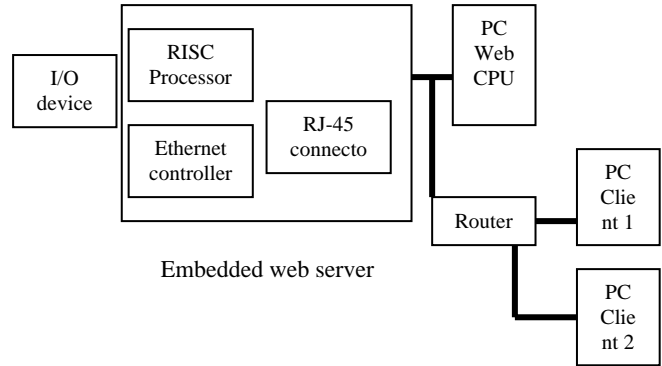 I/O
device
RISC
Processor
Ethernet
controller
RJ-45
connecto
PC
Web
CPU
Router
PC
Clie
nt 1
PC
Clie
nt 2
Embedded web server